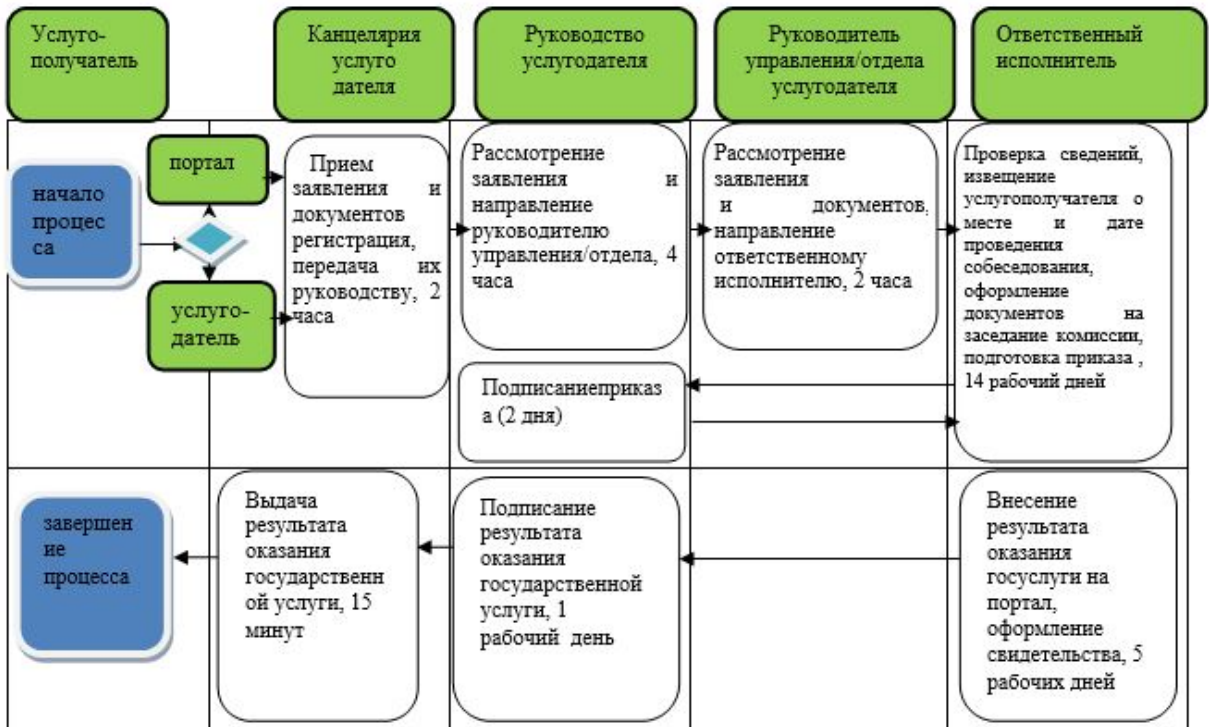 Услуго-
получатель
Канцелярия
услуго
дателя
Руководство
услугодателя
Руководитель
управления/отдела
услугодателя
Ответственный
исполнитель
начало
процес
са
портал
услуго-
датель
Прием
заявления и
документов
регистрация,
передача их
руководству, 2
часа
Рассмотрение
заявления и
направление
руководителю
управления/отдела, 4
часа
Рассмотрение
заявления
и документов,
направление
ответственному
исполнителю, 2 часа
Проверка сведений,
извещение
услугополучателя о
месте и дате
проведения
собеседования,
оформление
документов на
заседание комиссии,
подготовка приказа ,
14 рабочий дней
Подписаниеприказ
а (2 дня)
завершен
ие
процесса
Выдача
результата
оказания
государственн
ой услуги, 15
минут
Подписание
результата
оказания
государственной
услуги, 1
рабочий день
Внесение
результата
оказания
госуслуги на
портал,
оформление
свидетельства, 5
рабочих дней